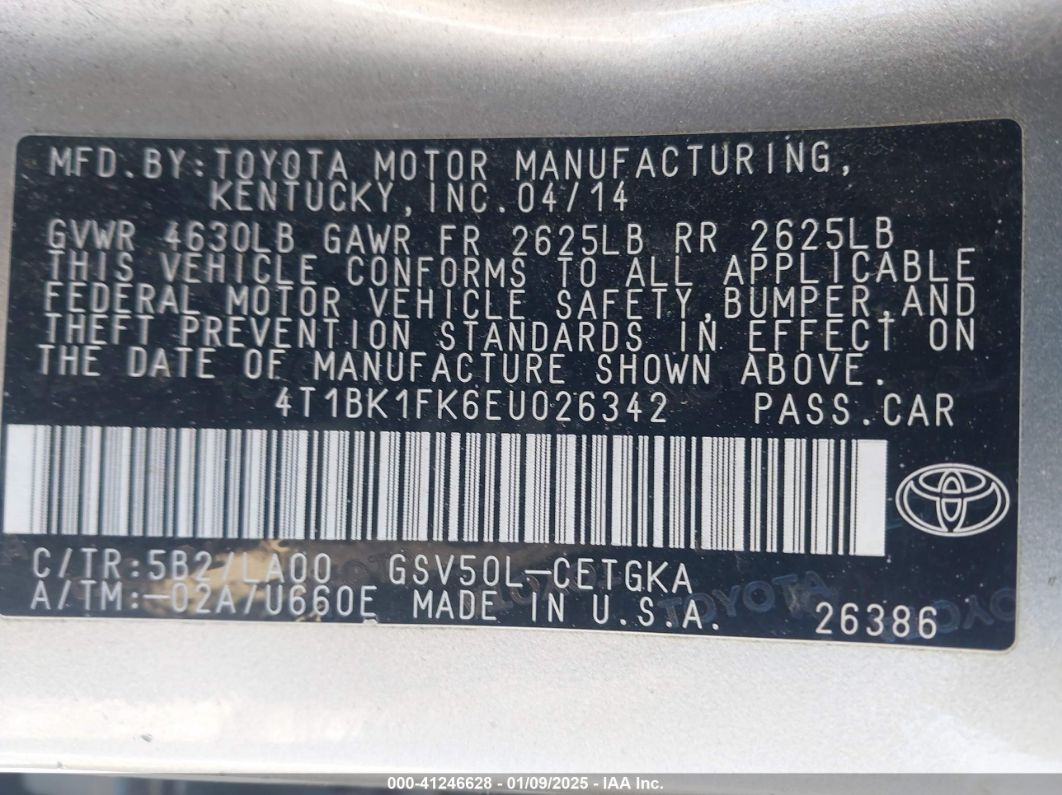 MFD.BY:TOYOTA MOTOR MANUFACTURING,
KENTUCKY,INC.04/14
GVWR 4630LB GAWR FR 2625LB RR 2625LB
THIS VEHICLE CONFORMS TO ALL APPLICABLE
FEDERAL MOTOR VEHICLE SAFETY,BUMPER,AND
THEFT PREVENTION STANDARDS IN EFFECT ON
THE DATE OF MANUFACTURE SHOWN ABOVE.
4T1BK1FK6EU026342 PASS.CAR
C/TR:5B2/LA00 GSV50L-CETGKA
A/TM:-02A/U660E MADE IN U.S.A. 26386
TOYOTA
000-41246628 - 01/09/2025 - IAA Inc.